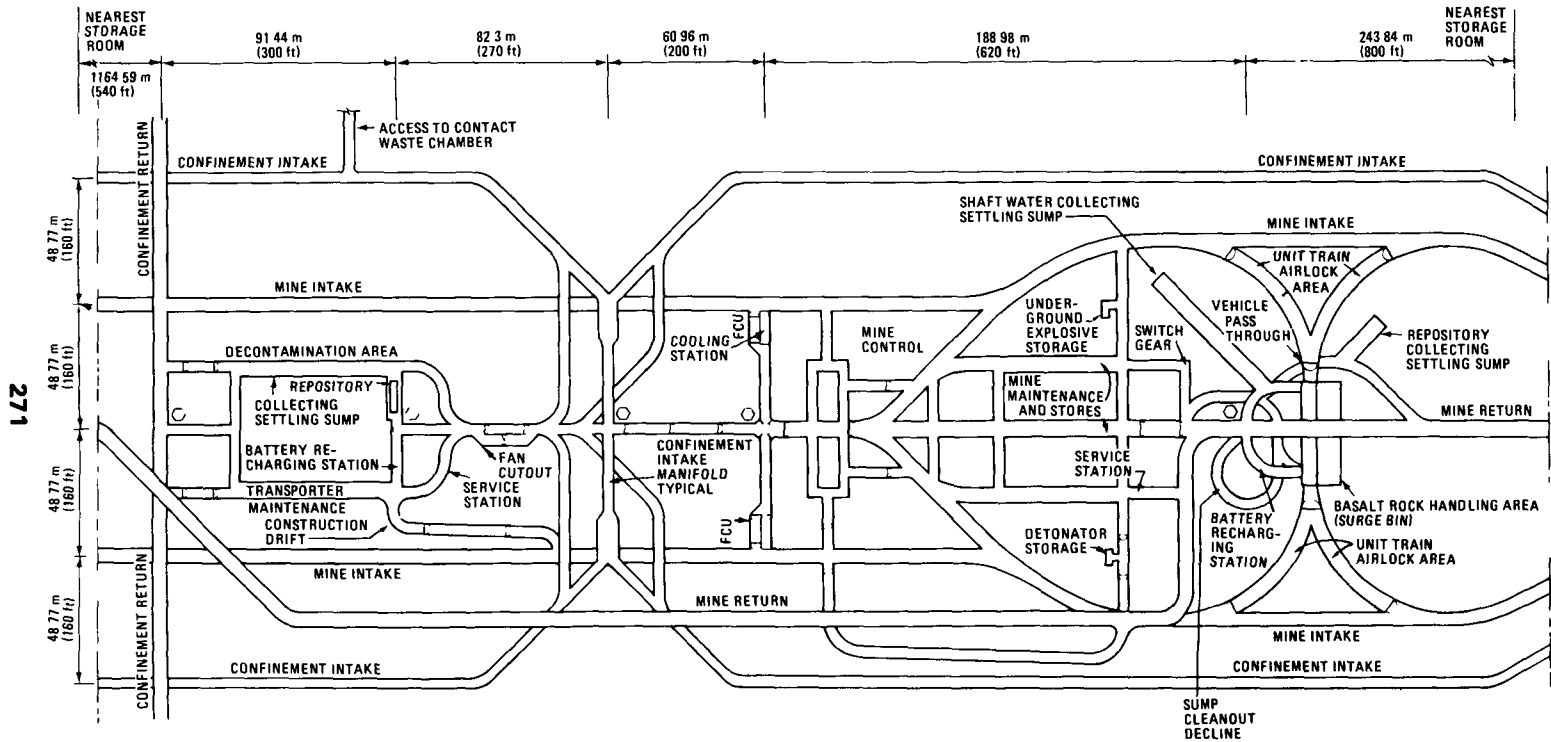 NEAREST
STORAGE
ROOM
1164 59 m
(540 ft)
91 44 m
(300 ft)
82.3 m
(270 ft)
60 96 m
(200 ft)
188 98 m
(620 ft)
243 84 m
(800 ft)
NEAREST
STORAGE
ROOM
48 77 m
(160 ft)
48 77 m
(160 ft)
48 77 m
(160 ft)
48 77 m
(160 ft)
271
CONFINEMENT RETURN
CONFINEMENT RETURN
ACCESS TO CONTACT
WASTE CHAMBER
CONFINEMENT INTAKE
CONFINEMENT INTAKE
MINE INTAKE
MINE INTAKE
SHAFT WATER COLLECTING
SETTLING SUMP
UNIT TRAIN
AIRLOCK
AREA
VEHICLE
PASS
THROUGH
REPOSITORY
COLLECTING
SETTLING SUMP
DECONTAMINATION AREA
REPOSITORY
COLLECTING
SETTLING SUMP
COOLING
STATION
FCU
MINE
CONTROL
UNDER-
GROUND
EXPLOSIVE
STORAGE
SWITCH
GEAR
MINE
MAINTENANCE
AND STORES
MINE RETURN
BATTERY RE-
CHARGING STATION
FAN
CUTOUT
SERVICE
STATION
CONFINEMENT
INTAKE
MANIFOLD
TYPICAL
SERVICE
STATION
TRANSPORTER
MAINTENANCE
CONSTRUCTION
DRIFT
FCU
DETONATOR
STORAGE
BATTERY
RECHARG-
ING
STATION
BASALT ROCK HANDLING AREA
(SURGE BIN)
UNIT TRAIN
AIRLOCK AREA
MINE INTAKE
MINE RETURN
MINE INTAKE
CONFINEMENT INTAKE
CONFINEMENT INTAKE
SUMP
CLEANOUT
DECLINE